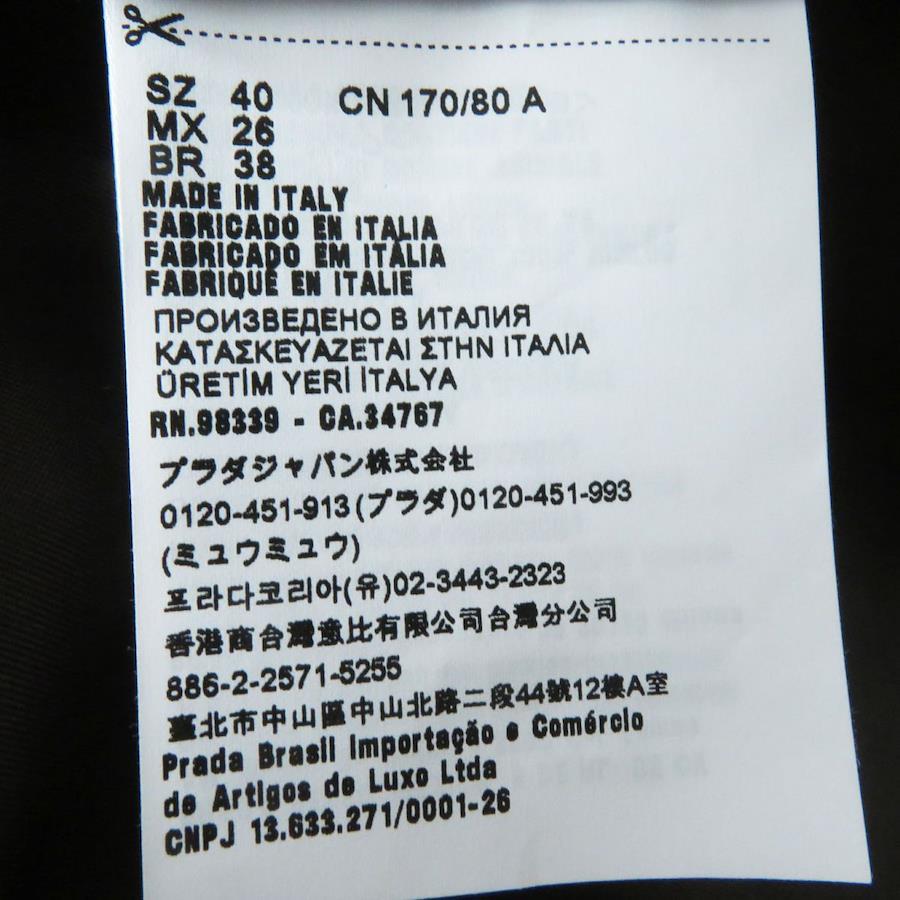 SZ 40 CN 170/80 A
MX 26
BR 38
MADE IN ITALY
FABRICADO EN ITALIA
FABRICADO EM ITÁLIA
FABRIQUÉ EN ITALIE
ПРОИЗВЕДЕНО В ИТАЛИЯ
ΚΑΤΑΣΚΕΥΑΖΕΤΑΙ ΣΤΗΝ ΙΤΑΛΙΑ
ÜRETİM YERİ İTALYA
RN.98339 - CA.34767
プラダジャパン株式会社
0120-451-913(プラダ)0120-451-993
(ミュウミュウ)
프라다코리아(유)02-3443-2323
香港商台灣逸比有限公司台灣分公司
886-2-2571-5255
臺北市中山區中山北路二段44號12樓A室
Prada Brasil Importação e Comércio
de Artigos de Luxo Ltda
CNPJ 13.633.271/0001-26